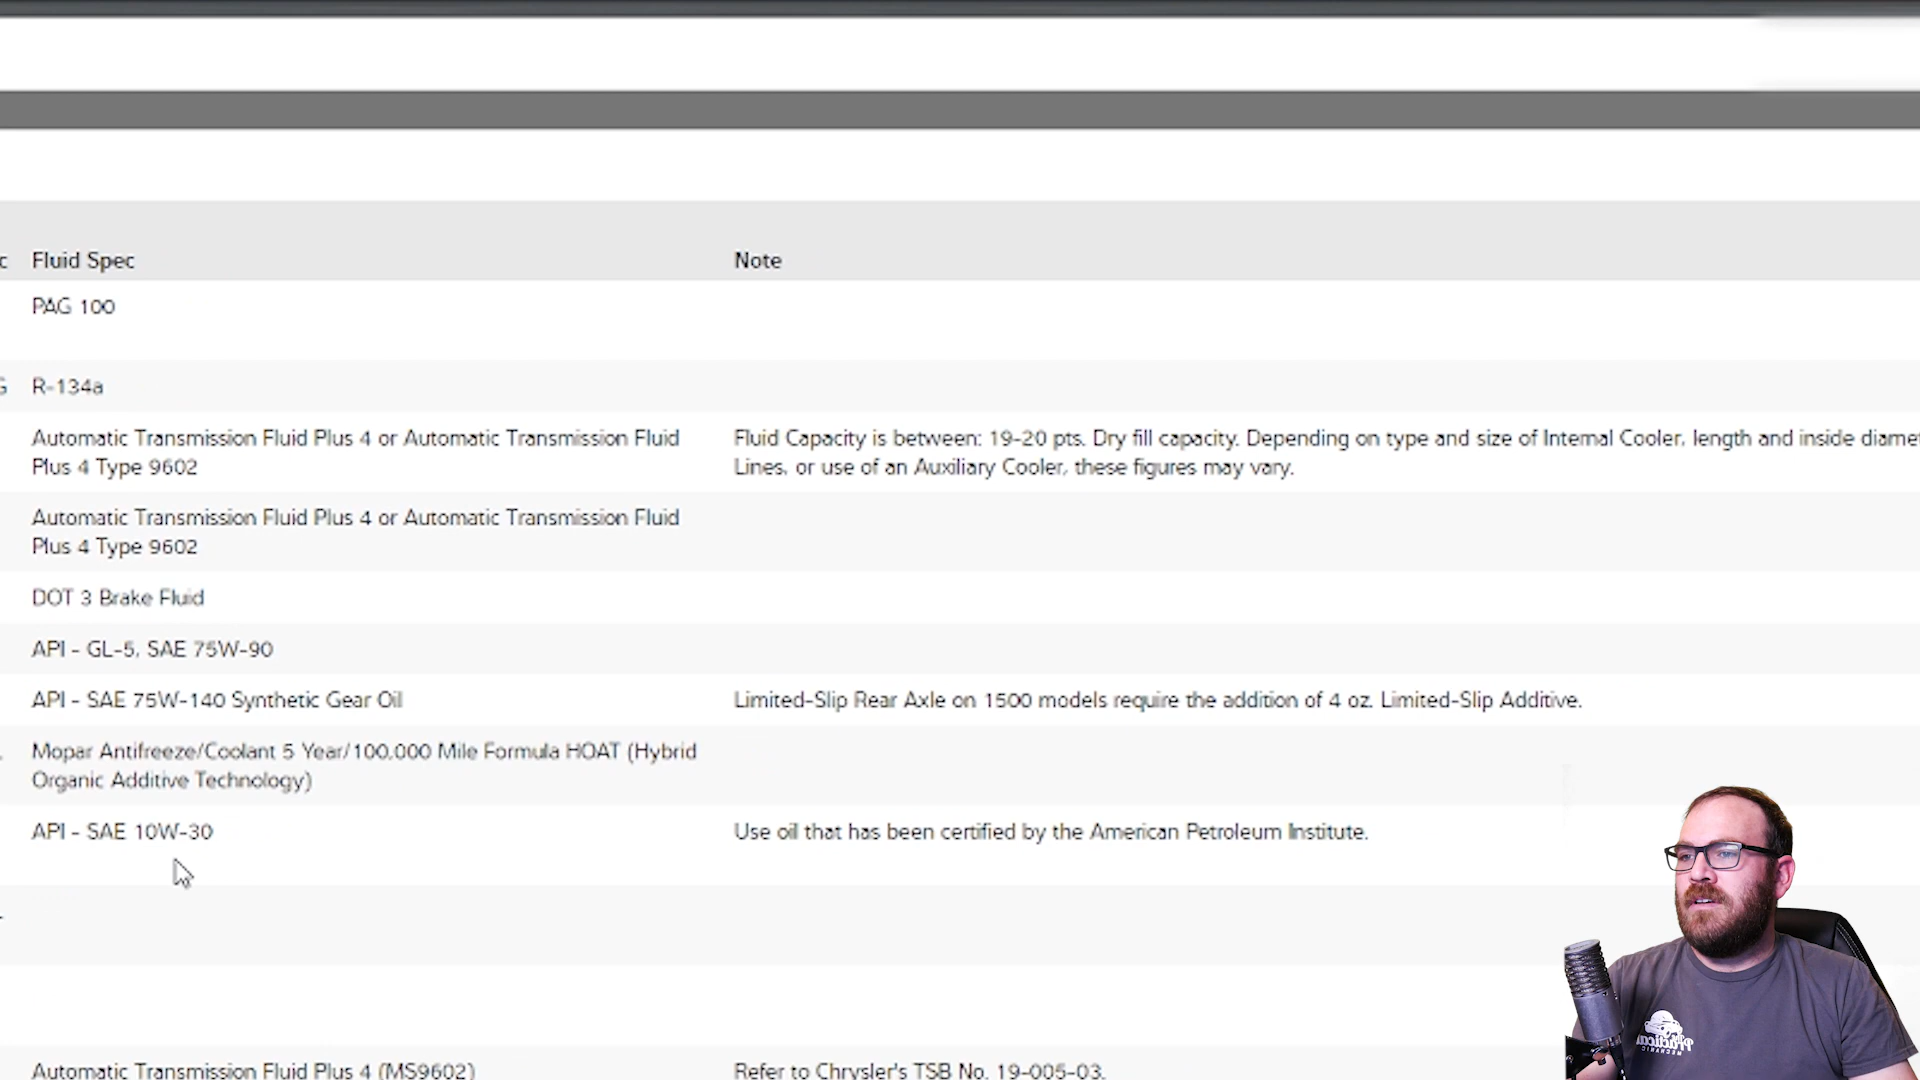 c Fluid Spec Note
PAG 100
G R-134a
Automatic Transmission Fluid Plus 4 or Automatic Transmission Fluid
Plus 4 Type 9602
Fluid Capacity is between: 19-20 pts. Dry fill capacity. Depending on type and size of Internal Cooler, length and inside diamet
Lines, or use of an Auxiliary Cooler, these figures may vary.
Automatic Transmission Fluid Plus 4 or Automatic Transmission Fluid
Plus 4 Type 9602
DOT 3 Brake Fluid
API - GL-5, SAE 75W-90
API - SAE 75W-140 Synthetic Gear Oil
Limited-Slip Rear Axle on 1500 models require the addition of 4 oz. Limited-Slip Additive.
Mopar Antifreeze/Coolant 5 Year/100,000 Mile Formula HOAT (Hybrid
Organic Additive Technology)
API - SAE 10W-30
Use oil that has been certified by the American Petroleum Institute.
Automatic Transmission Fluid Plus 4 (MS9602)
Refer to Chrysler's TSB No. 19-005-03.
Practical
MECHANIC